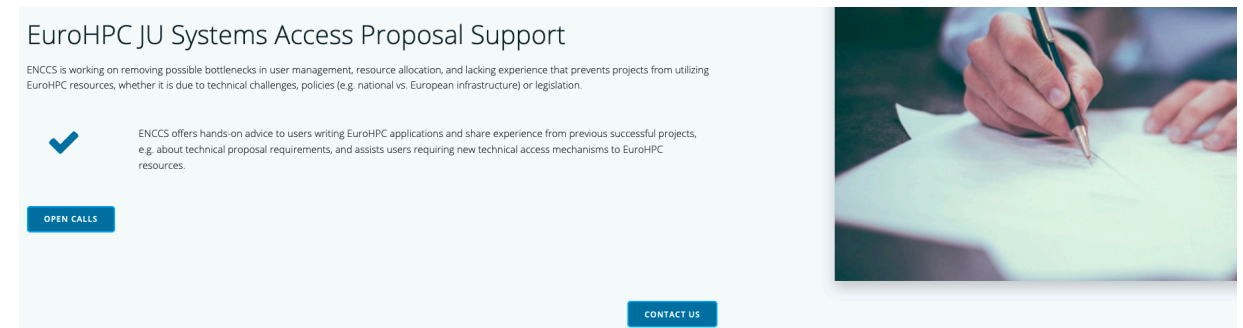 EuroHPC JU Systems Access Proposal Support
ENCCS is working on removing possible bottlenecks in user management, resource allocation, and lacking experience that prevents projects from utilizing
EuroHPC resources, whether it is due to technical challenges, policies (e.g. national vs. European infrastructure) or legislation.
ENCCS offers hands-on advice to users writing EuroHPC applications and share experience from previous successful projects,
e.g. about technical proposal requirements, and assists users requiring new technical access mechanisms to EuroHPC
resources.
OPEN CALLS
CONTACT US